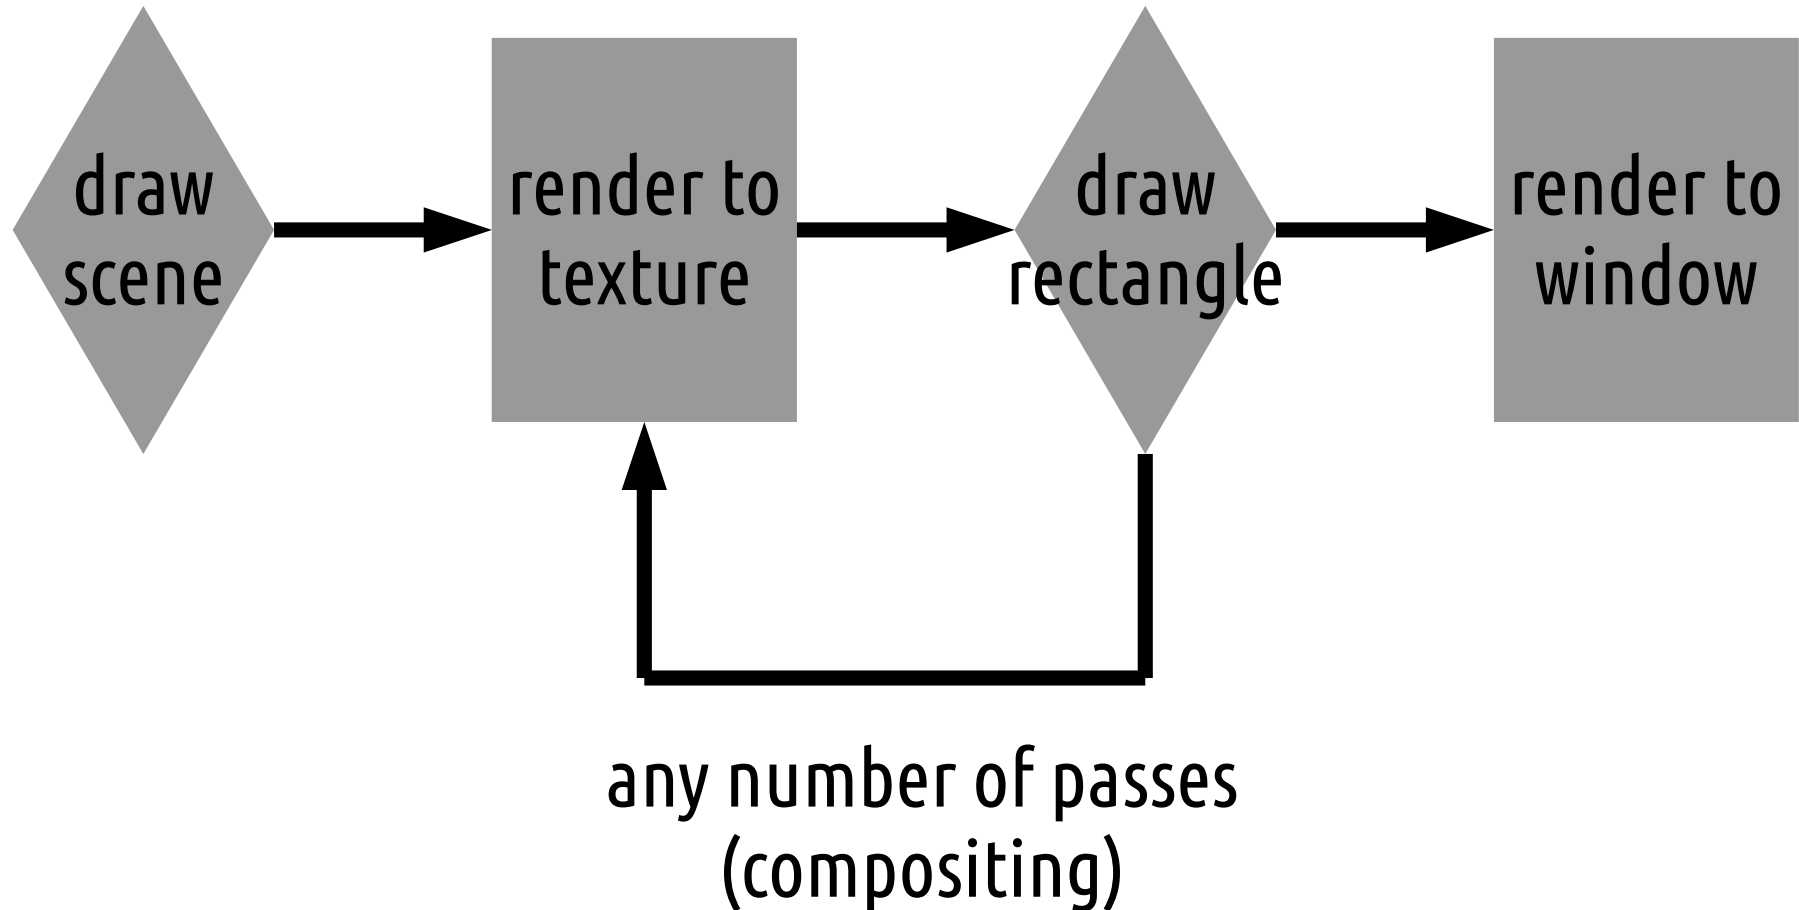 draw
scene
render to
texture
draw
rectangle
render to
window
any number of passes
(compositing)